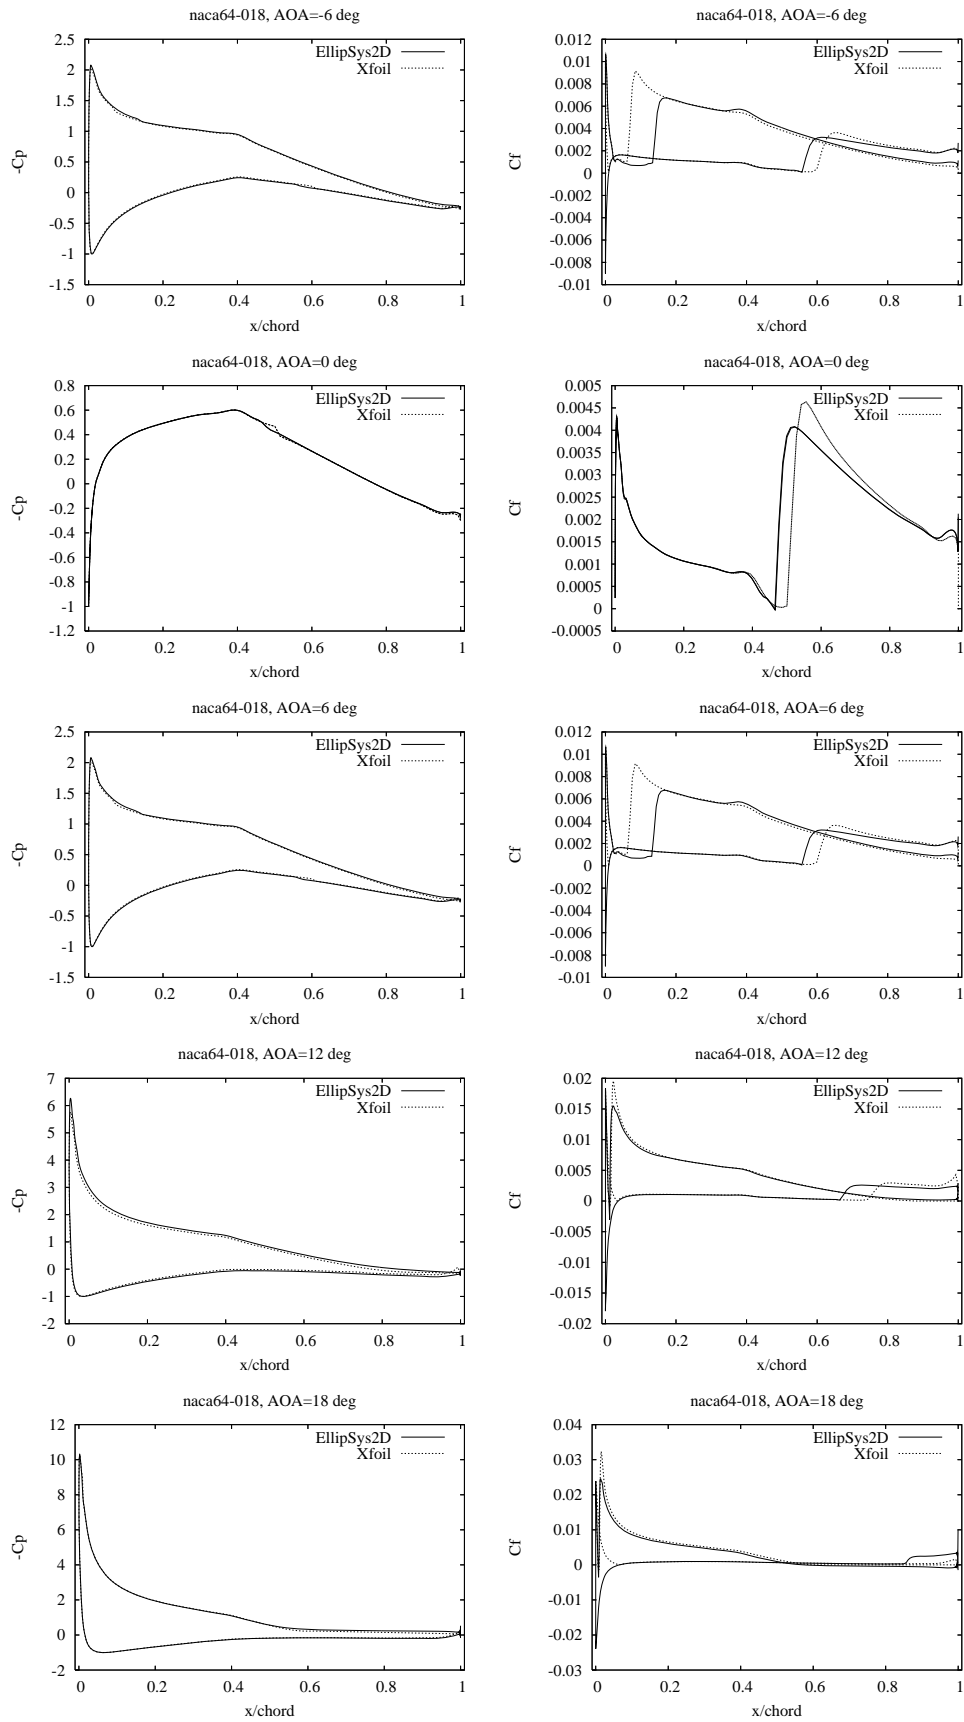 naca64-018, AOA=-6 deg
2.5
2
1.5
1
0.5
0
-0.5
-1
-1.5
-Cp
EllipSys2D
Xfoil
0 0.2 0.4 0.6 0.8 1
x/chord
naca64-018, AOA=-6 deg
0.012
0.01
0.008
0.006
0.004
0.002
0
-0.002
-0.004
-0.006
-0.008
-0.01
Cf
EllipSys2D
Xfoil
0 0.2 0.4 0.6 0.8 1
x/chord
naca64-018, AOA=0 deg
0.8
0.6
0.4
0.2
0
-0.2
-0.4
-0.6
-0.8
-1
-1.2
-Cp
EllipSys2D
Xfoil
0 0.2 0.4 0.6 0.8 1
x/chord
naca64-018, AOA=0 deg
0.005
0.0045
0.004
0.0035
0.003
0.0025
0.002
0.0015
0.001
0.0005
0
-0.0005
Cf
EllipSys2D
Xfoil
0 0.2 0.4 0.6 0.8 1
x/chord
naca64-018, AOA=6 deg
2.5
2
1.5
1
0.5
0
-0.5
-1
-1.5
-Cp
EllipSys2D
Xfoil
0 0.2 0.4 0.6 0.8 1
x/chord
naca64-018, AOA=6 deg
0.012
0.01
0.008
0.006
0.004
0.002
0
-0.002
-0.004
-0.006
-0.008
-0.01
Cf
EllipSys2D
Xfoil
0 0.2 0.4 0.6 0.8 1
x/chord
naca64-018, AOA=12 deg
7
6
5
4
3
2
1
0
-1
-2
-Cp
EllipSys2D
Xfoil
0 0.2 0.4 0.6 0.8 1
x/chord
naca64-018, AOA=12 deg
0.02
0.015
0.01
0.005
0
-0.005
-0.01
-0.015
-0.02
Cf
EllipSys2D
Xfoil
0 0.2 0.4 0.6 0.8 1
x/chord
naca64-018, AOA=18 deg
12
10
8
6
4
2
0
-2
-Cp
EllipSys2D
Xfoil
0 0.2 0.4 0.6 0.8 1
x/chord
naca64-018, AOA=18 deg
0.04
0.03
0.02
0.01
0
-0.01
-0.02
-0.03
Cf
EllipSys2D
Xfoil
0 0.2 0.4 0.6 0.8 1
x/chord